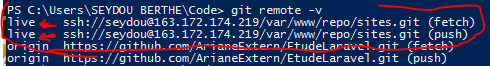 PS C:\Users\SEYDOU BERTHE\Code> git remote -v
live ssh://seydou@163.172.174.219/var/www/repo/sites.git (fetch)
live ssh://seydou@163.172.174.219/var/www/repo/sites.git (push)
origin https://github.com/ArianeExtern/EtudeLaravel.git (fetch)
origin https://github.com/ArianeExtern/EtudeLaravel.git (push)